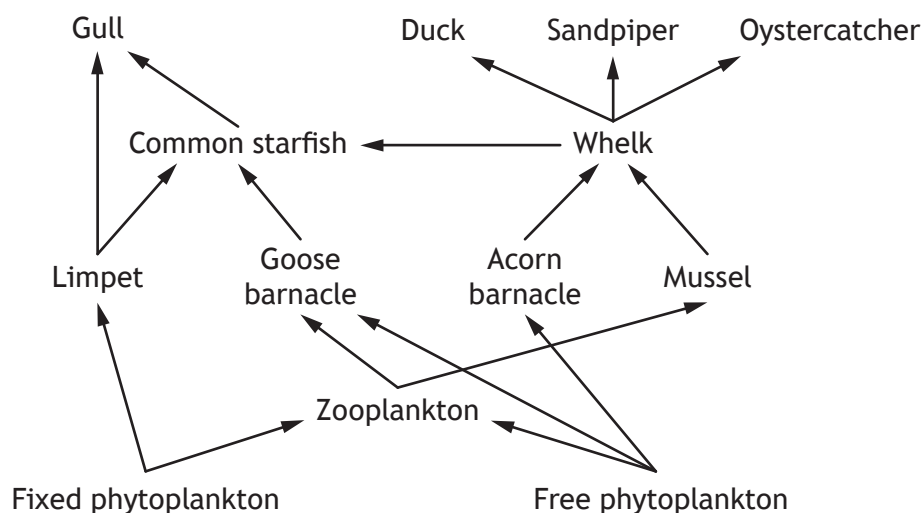 Gull
Duck
Sandpiper
Oystercatcher
Common starfish
Whelk
Limpet
Goose
barnacle
Acorn
barnacle
Mussel
Zooplankton
Fixed phytoplankton
Free phytoplankton